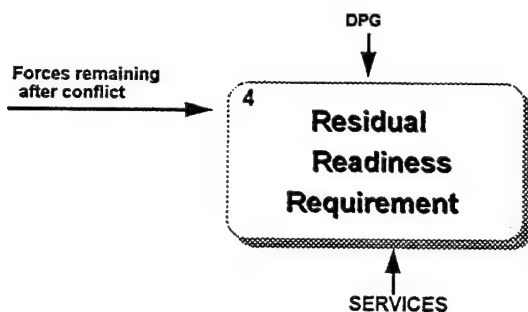 DPG
Forces remaining
after conflict
4
Residual
Readiness
Requirement
SERVICES